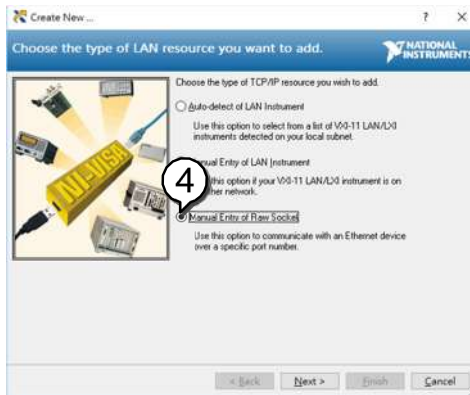 Create New ...
? ×
Choose the type of LAN resource you want to add.
NATIONAL
INSTRUMENTS
Choose the type of TCP/IP resource you wish to add.
Auto-detect of LAN Instrument
Use this option to select from a list of VXI-11 LAN/LXI
instruments detected on your local subnet.
anual Entry of LAN Instrument
this option if your VXI-11 LAN/LXI instrument is on
her network.
4
Manual Entry of Raw Socket
Use this option to communicate with an Ethernet device
over a specific port number.
NI-VISA
< Back Next > Finish Cancel